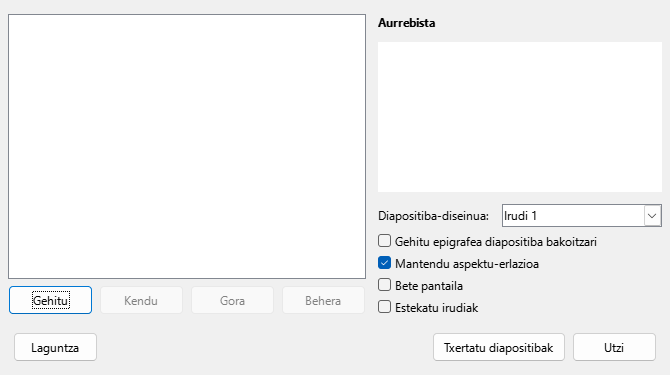 Aurrebista
Diapositiba-diseinua: Irudi 1
Gehitu epigrafea diapositiba bakoitzari
Mantendu aspektu-erlazioa
Bete pantaila
Estekatu irudiak
Gehitu Kendu Gora Behera
Laguntza Txertatu diapositibak Utzi